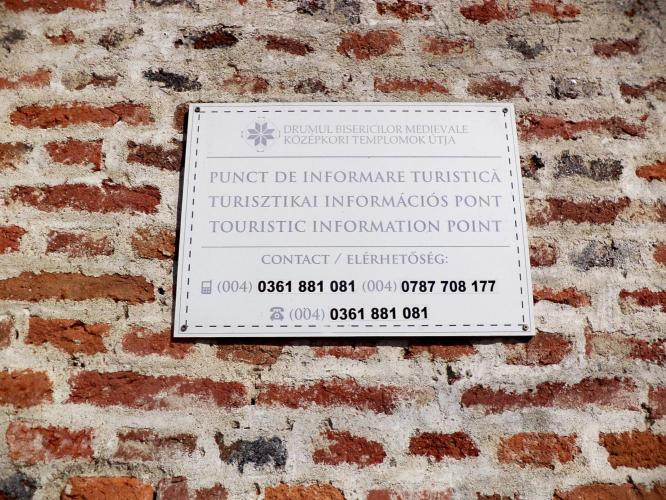 DRUMUL BISERICILOR MEDIEVALE
KÖZÉPKORI TEMPLOMOK ÚTJA
PUNCT DE INFORMARE TURISTICĂ
TURISZTIKAI INFORMÁCIÓS PONT
TOURISTIC INFORMATION POINT
CONTACT / ELÉRHETŐSÉG:
(004) 0361 881 081 (004) 0787 708 177
(004) 0361 881 081